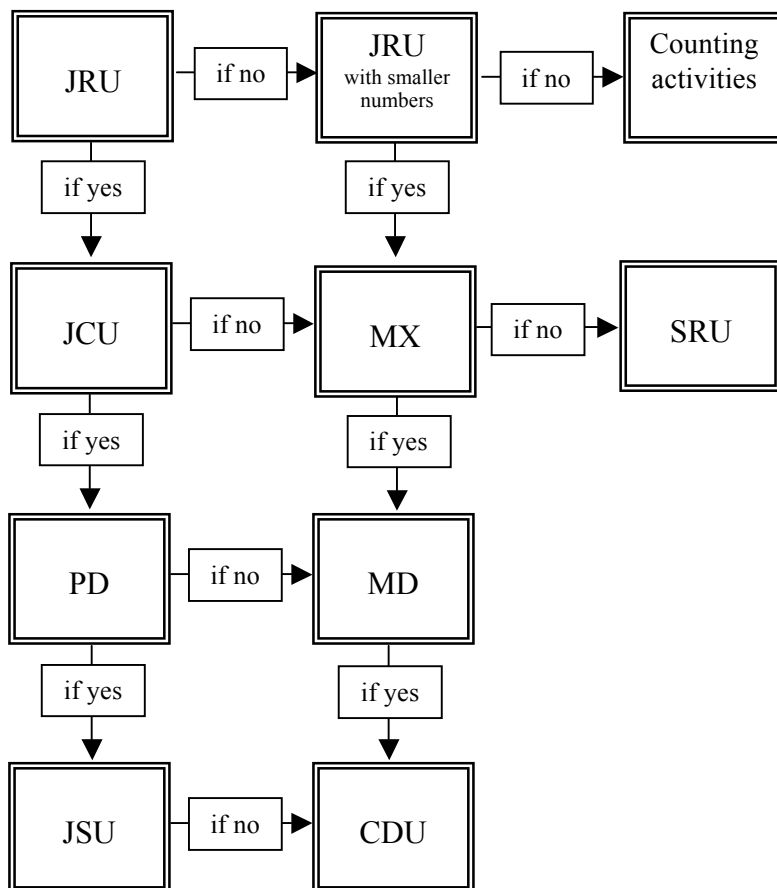 JRU
if no
JRU
with smaller
numbers
if no
Counting
activities
if yes
if yes
JCU
if no
MX
if no
SRU
if yes
if yes
PD
if no
MD
if yes
if yes
JSU
if no
CDU